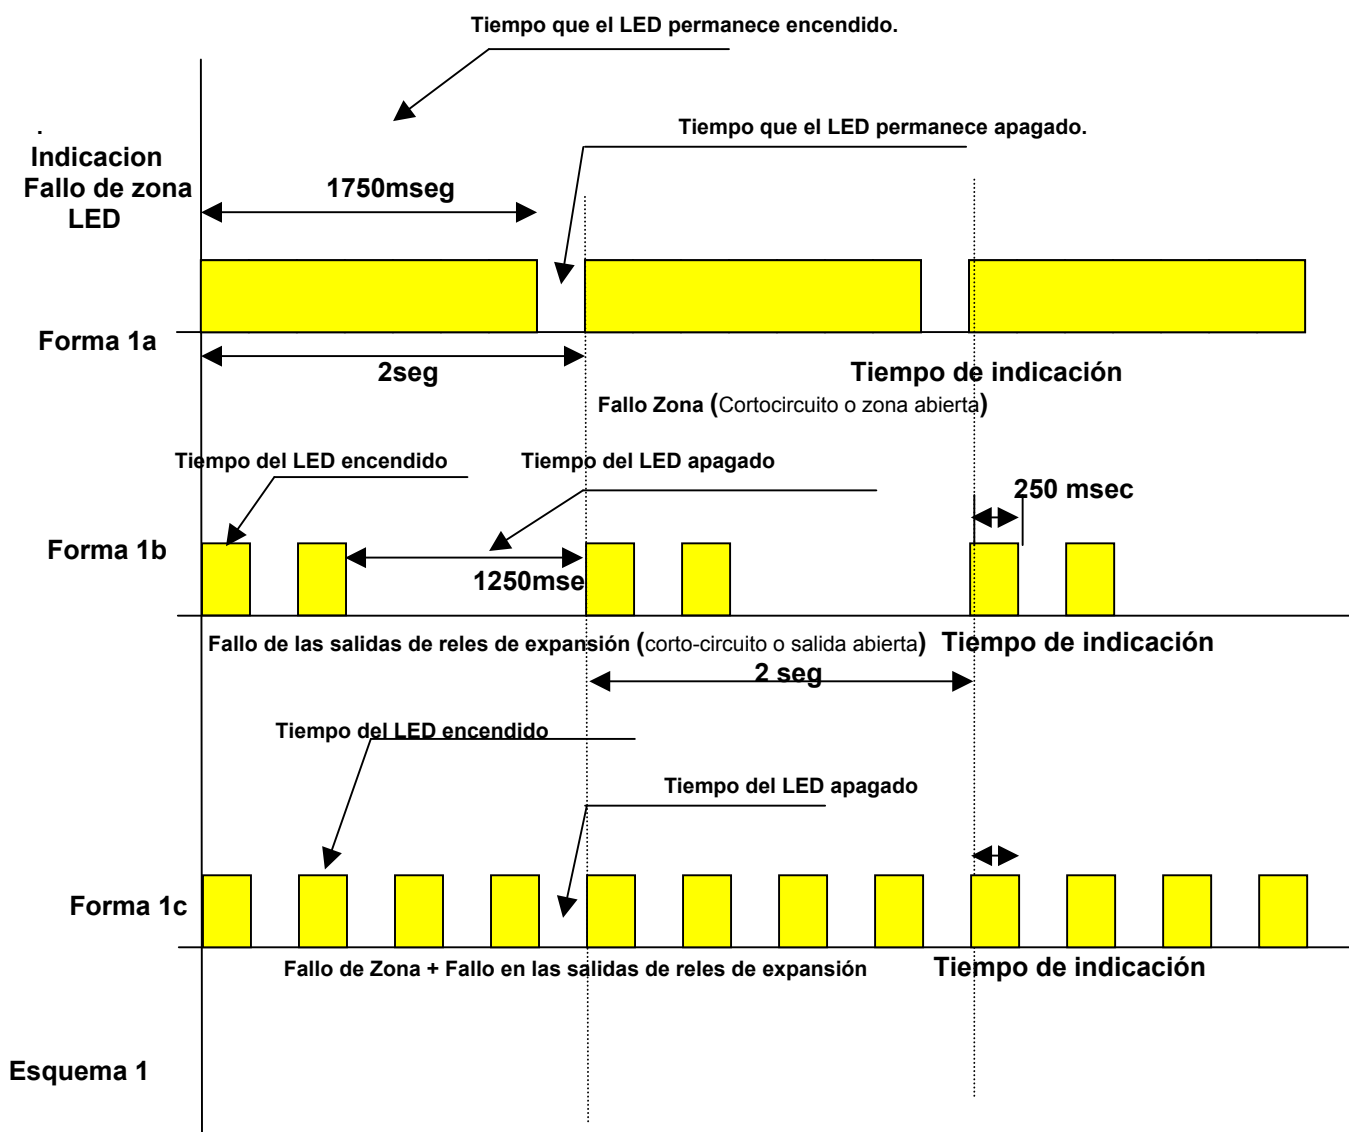 Tiempo que el LED permanece encendido.
Tiempo que el LED permanece apagado.
.
Indicacion
Fallo de zona
LED
1750mseg
Forma 1a
2seg
Tiempo de indicación
Fallo Zona (Cortocircuito o zona abierta)
Tiempo del LED encendido
Tiempo del LED apagado
250 msec
Forma 1b
1250mse
Fallo de las salidas de reles de expansión (corto-circuito o salida abierta)
Tiempo de indicación
2 seg
Tiempo del LED encendido
Tiempo del LED apagado
Forma 1c
Fallo de Zona + Fallo en las salidas de reles de expansión
Tiempo de indicación
Esquema 1